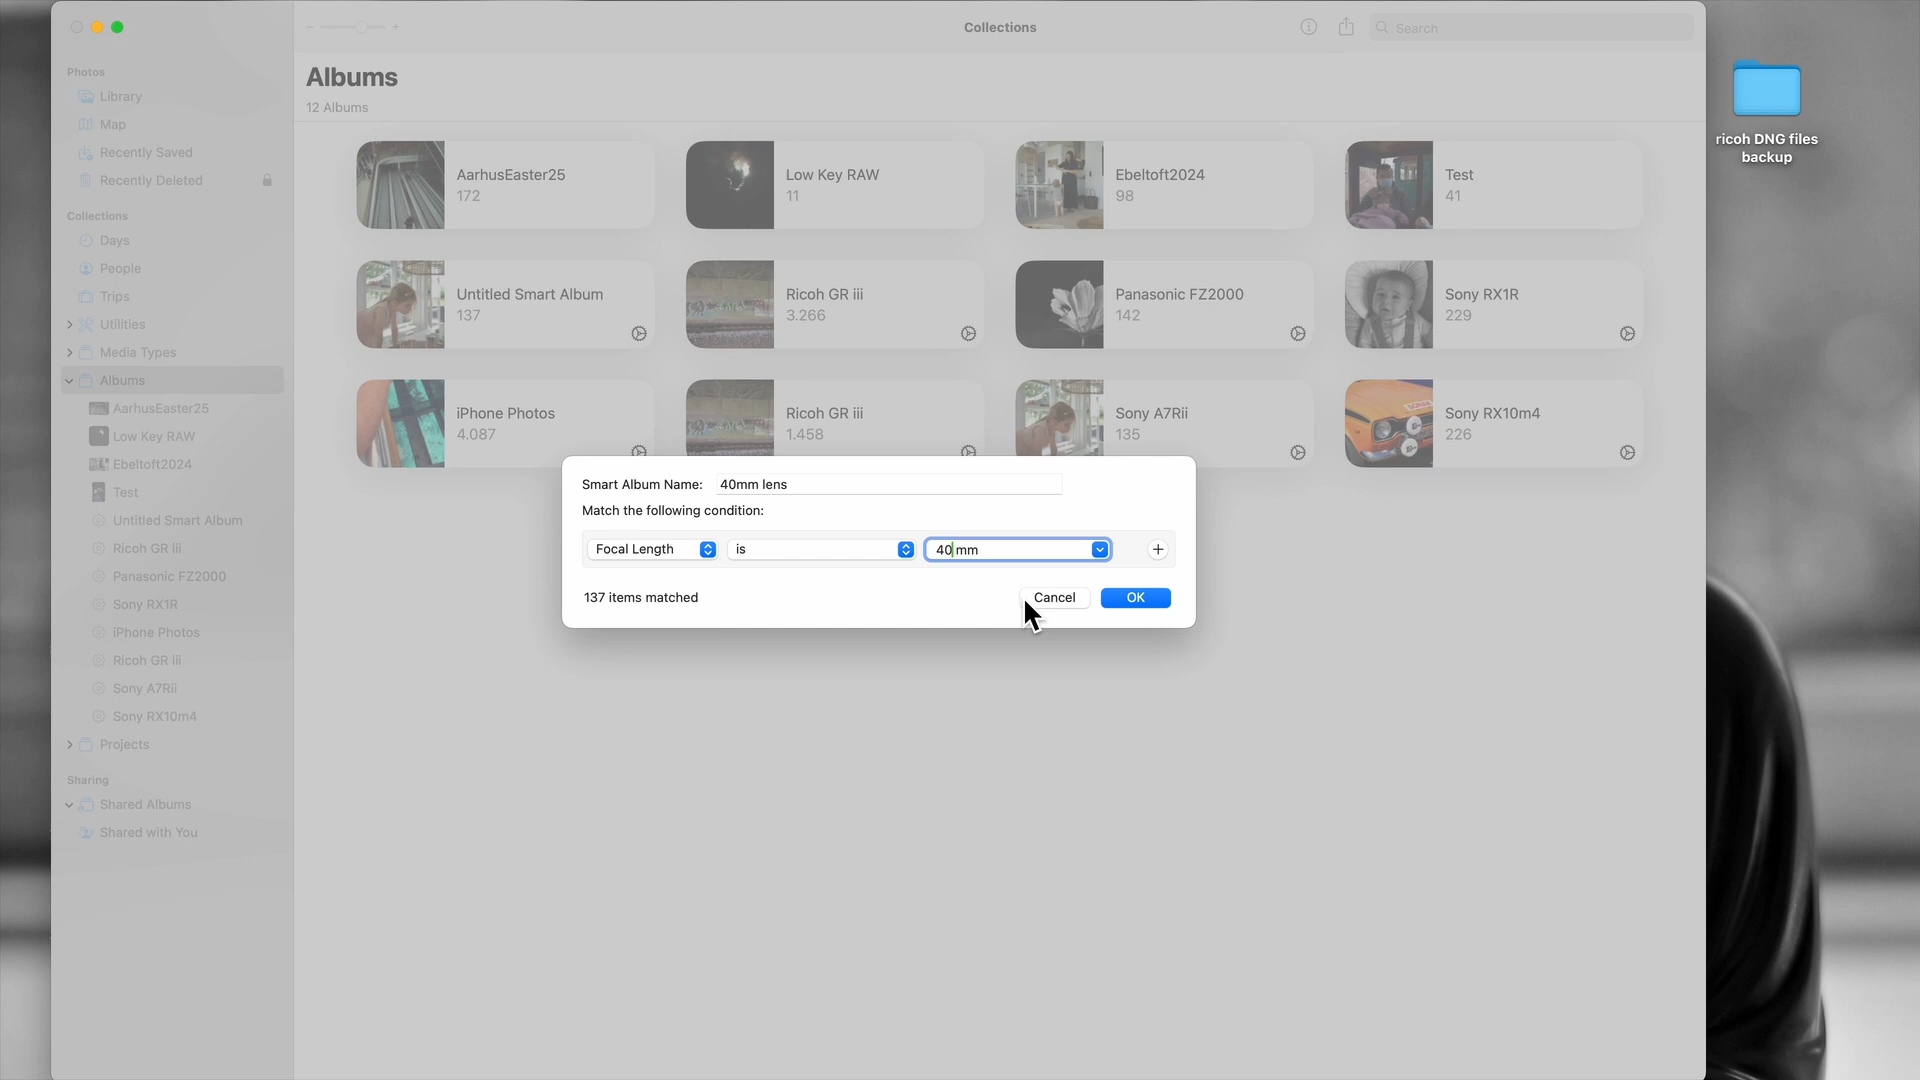 Collections
Search
Photos
Library
Map
Recently Saved
Recently Deleted
Collections
Days
People
Trips
Utilities
Media Types
Albums
AarhusEaster25
Low Key RAW
Ebeltoft2024
Test
Untitled Smart Album
Ricoh GR iii
Panasonic FZ2000
Sony RX1R
iPhone Photos
Ricoh GR iii
Sony A7Rii
Sony RX10m4
Projects
Sharing
Shared Albums
Shared with You
Albums
12 Albums
AarhusEaster25
172
Low Key RAW
11
Ebeltoft2024
98
Test
41
Untitled Smart Album
137
Ricoh GR iii
3.266
Panasonic FZ2000
142
Sony RX1R
229
iPhone Photos
4.087
Ricoh GR iii
1.458
Sony A7Rii
135
Sony RX10m4
226
Smart Album Name: 40mm lens
Match the following condition:
Focal Length is 40 mm
137 items matched Cancel OK
ricoh DNG files
backup